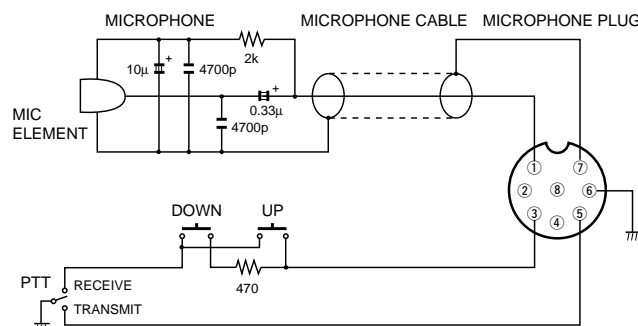 MICROPHONE MICROPHONE CABLE MICROPHONE PLUG
2k
10µ + 4700p
+
0.33µ
MIC
ELEMENT
4700p
1 7
2 8 6
3 5
4
DOWN UP
470
PTT RECEIVE
TRANSMIT